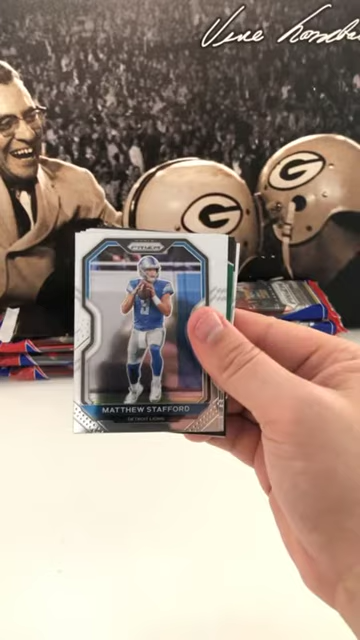 Vince Lombardi
G
G
PRIZM
MATTHEW STAFFORD
DETROIT LIONS